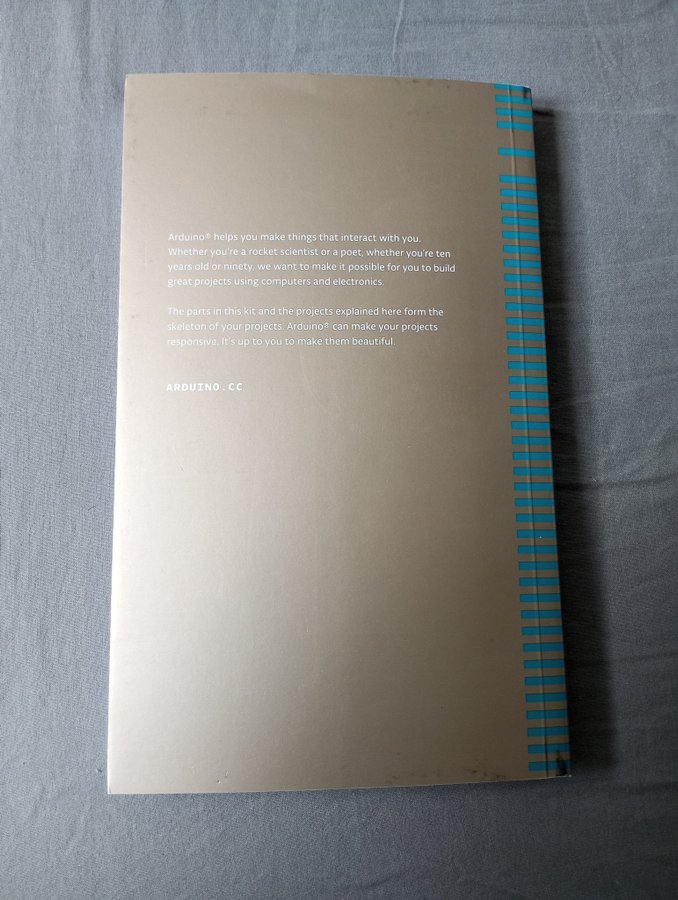 Arduino® helps you make things that interact with you.
Whether you're a rocket scientist or a poet, whether you're ten
years old or ninety, we want to make it possible for you to build
great projects using computers and electronics.
The parts in this kit and the projects explained here form the
skeleton of your projects. Arduino® can make your projects
responsive. It's up to you to make them beautiful.
ARDUINO.CC